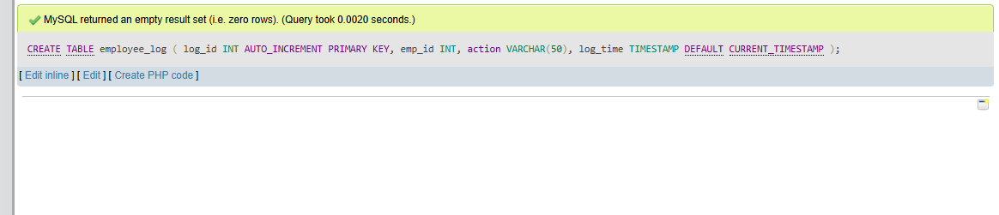 MySQL returned an empty result set (i.e. zero rows). (Query took 0.0020 seconds.)
CREATE TABLE employee_log ( log_id INT AUTO_INCREMENT PRIMARY KEY, emp_id INT, action VARCHAR(50), log_time TIMESTAMP DEFAULT CURRENT_TIMESTAMP );
[ Edit inline ] [ Edit ] [ Create PHP code ]